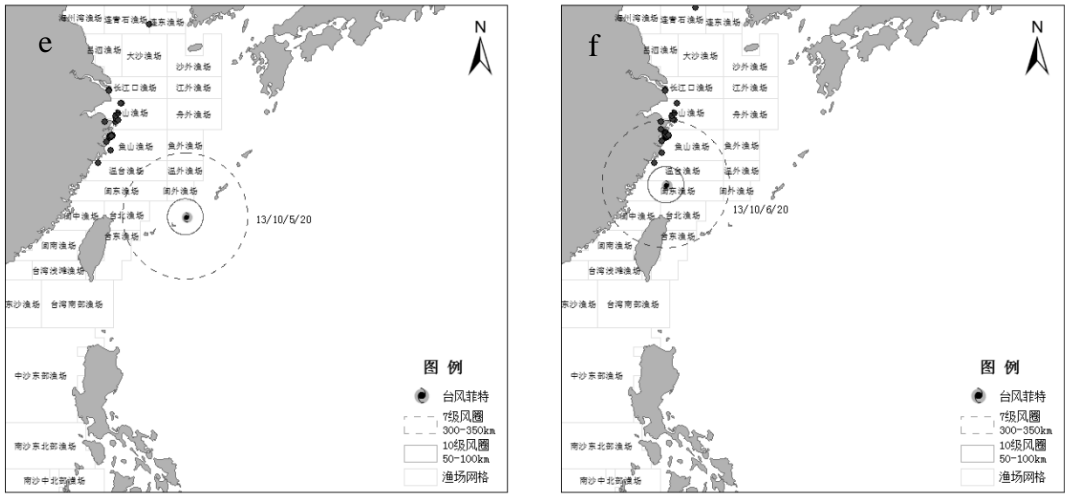 e
海州湾渔场
连青石渔场
连东渔场
吕泗渔场
大沙渔场
沙外渔场
长江口渔场
江外渔场
山渔场
舟外渔场
鱼山渔场
鱼外渔场
温台渔场
温外渔场
闽东渔场
闽外渔场
闽中渔场
台北渔场
台东渔场
闽南渔场
台湾浅滩渔场
东沙渔场
台湾南部渔场
中沙东部渔场
南沙东北部渔场
南沙中北部渔场
13/10/5/20
N
图 例
台风菲特
7级风圈
300-350km
10级风圈
50-100km
渔场网格
f
海州湾渔场
连青石渔场
连东渔场
吕泗渔场
大沙渔场
沙外渔场
长江口渔场
江外渔场
山渔场
舟外渔场
鱼山渔场
鱼外渔场
温台渔场
温外渔场
闽东渔场
闽外渔场
闽中渔场
台北渔场
台东渔场
闽南渔场
台湾浅滩渔场
东沙渔场
台湾南部渔场
中沙东部渔场
南沙东北部渔场
南沙中北部渔场
13/10/6/20
N
图 例
台风菲特
7级风圈
300-350km
10级风圈
50-100km
渔场网格